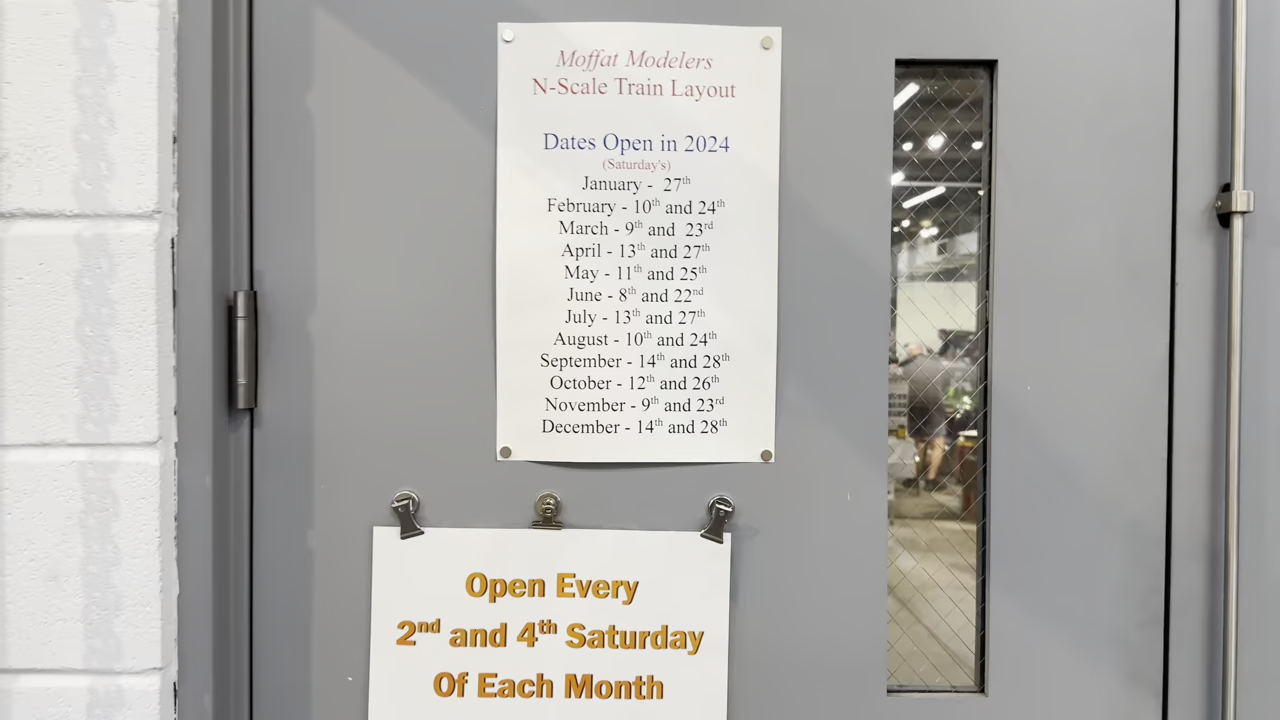 Moffat Modelers
N-Scale Train Layout
Dates Open in 2024
(Saturday's)
January - 27th
February - 10th and 24th
March - 9th and 23rd
April - 13th and 27th
May - 11th and 25th
June - 8th and 22nd
July - 13th and 27th
August - 10th and 24th
September - 14th and 28th
October - 12th and 26th
November - 9th and 23rd
December - 14th and 28th
Open Every
2nd and 4th Saturday
Of Each Month